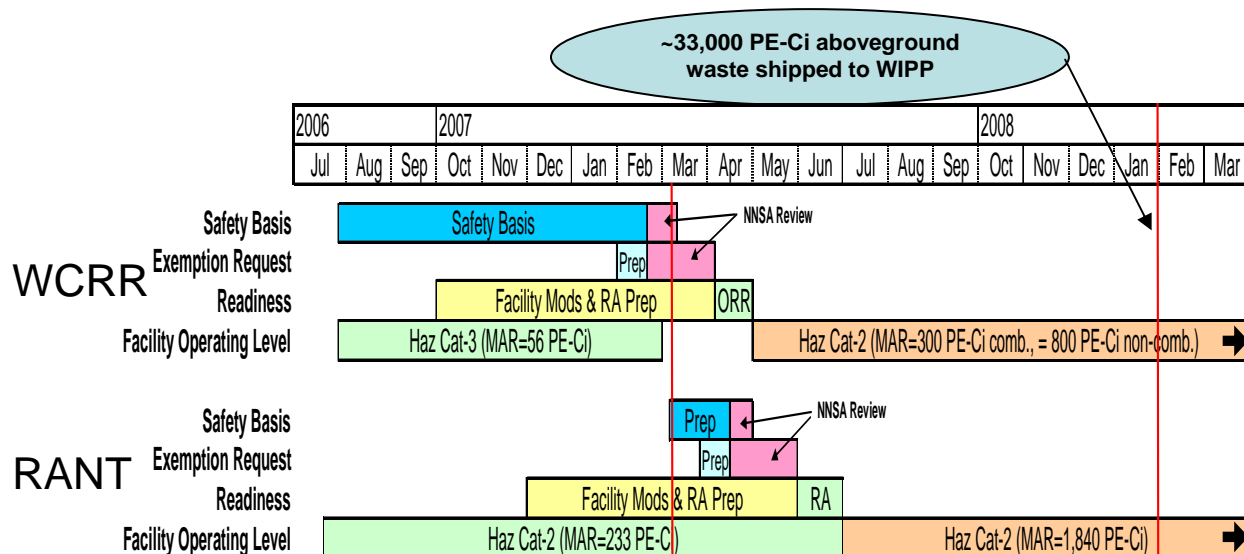 ~33,000 PE-Ci aboveground
waste shipped to WIPP
2006 2007 2008
Jul Aug Sep Oct Nov Dec Jan Feb Mar Apr May Jun Jul Aug Sep Oct Nov Dec Jan Feb Mar
WCRR
Safety Basis Safety Basis NNSA Review
Exemption Request Prep
Readiness Facility Mods & RA Prep ORR
Facility Operating Level Haz Cat-3 (MAR=56 PE-Ci) Haz Cat-2 (MAR=300 PE-Ci comb., = 800 PE-Ci non-comb.)
RANT
Safety Basis Prep NNSA Review
Exemption Request Prep
Readiness Facility Mods & RA Prep RA
Facility Operating Level Haz Cat-2 (MAR=233 PE-Ci) Haz Cat-2 (MAR=1,840 PE-Ci)